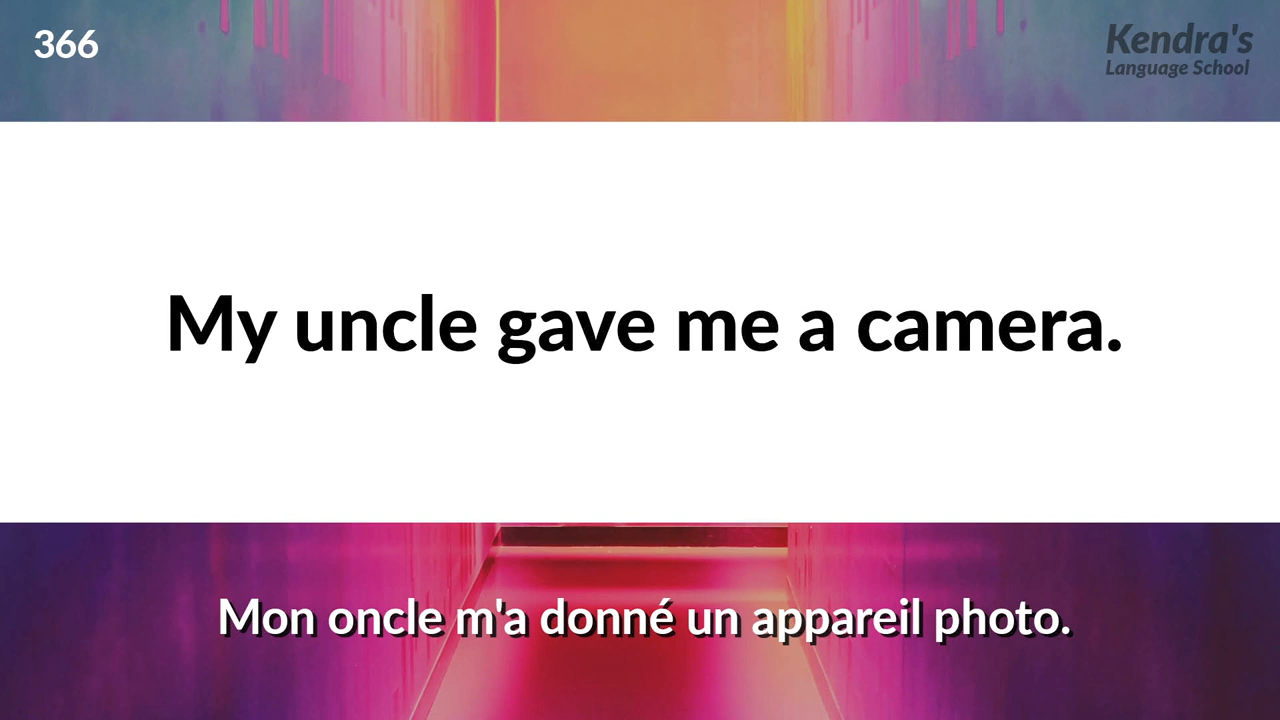 366
Kendra's
Language School
My uncle gave me a camera.
Mon oncle m'a donné un appareil photo.